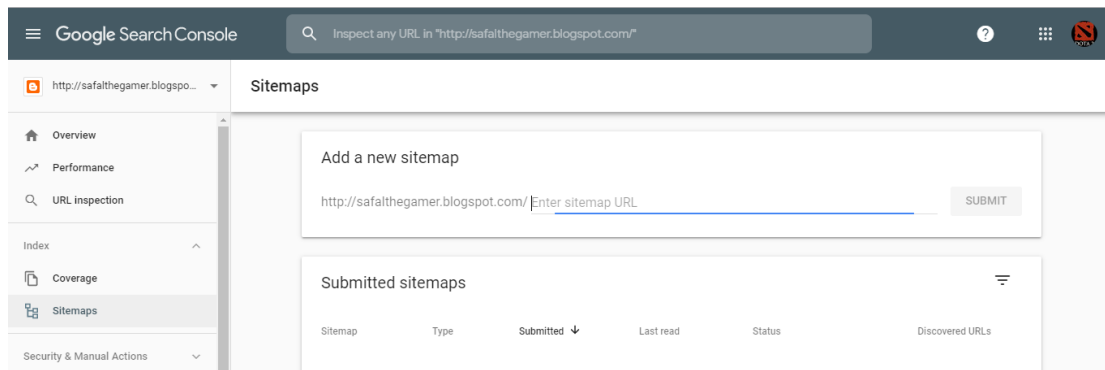 Google Search Console
Inspect any URL in "http://safalthegamer.blogspot.com/"
http://safalthegamer.blogspo...
Sitemaps
Overview
Performance
URL inspection
Index
Coverage
Sitemaps
Security & Manual Actions
Add a new sitemap
http://safalthegamer.blogspot.com/ Enter sitemap URL
SUBMIT
Submitted sitemaps
Sitemap Type Submitted Last read Status Discovered URLs